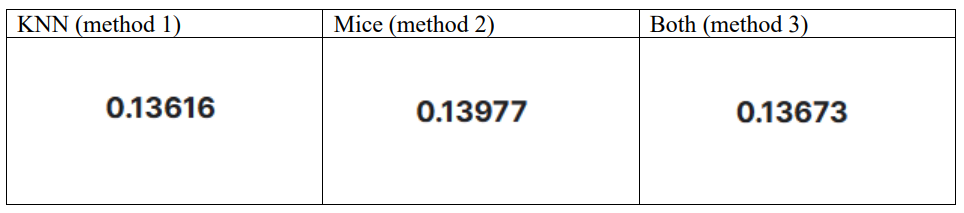 KNN (method 1)
Mice (method 2)
Both (method 3)
0.13616
0.13977
0.13673